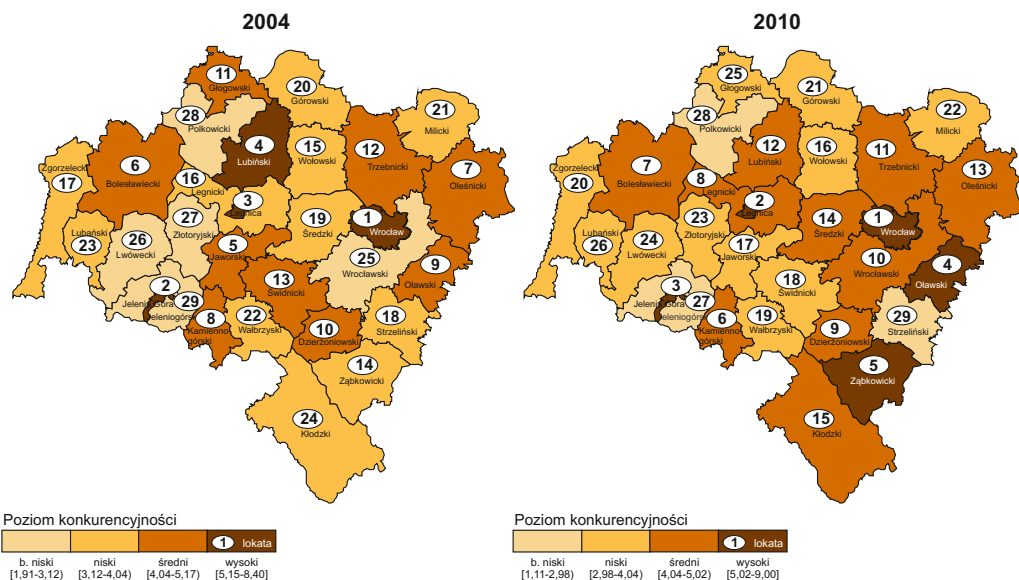 2004
11
Głogowski
20
Górowski
21
Milicki
28
Polkowicki
4
Lubiński
15
Wołowski
12
Trzebnicki
7
Oleśnicki
6
Bolesławiecki
Zgorzelecki
17
16
Legnicki
3
Legnica
27
Złotoryjski
19
Średzki
1
Wrocław
Lubański
23
26
Lwówecki
5
Jaworski
25
Wrocławski
9
Oławski
13
Świdnicki
2
Jelenia Góra
29
Jeleniogórski
8
Kamienno-
górski
22
Wałbrzyski
10
Dzierżoniowski
18
Strzeliński
14
Ząbkowicki
24
Kłodzki
Poziom konkurencyjności
1 lokata
b. niski niski średni wysoki
[1,91-3,12) [3,12-4,04) [4,04-5,17) [5,15-8,40]
2010
25
Głogowski
21
Górowski
22
Milicki
28
Polkowicki
12
Lubiński
16
Wołowski
11
Trzebnicki
13
Oleśnicki
7
Bolesławiecki
Zgorzelecki
20
8
Legnicki
2
Legnica
23
Złotoryjski
14
Średzki
1
Wrocław
Lubański
26
24
Lwówecki
17
Jaworski
10
Wrocławski
4
Oławski
18
Świdnicki
3
Jelenia Góra
27
Jeleniogórski
6
Kamienno-
górski
19
Wałbrzyski
9
Dzierżoniowski
29
Strzeliński
5
Ząbkowicki
15
Kłodzki
Poziom konkurencyjności
1 lokata
b. niski niski średni wysoki
[1,11-2,98) [2,98-4,04) [4,04-5,02) [5,02-9,00]